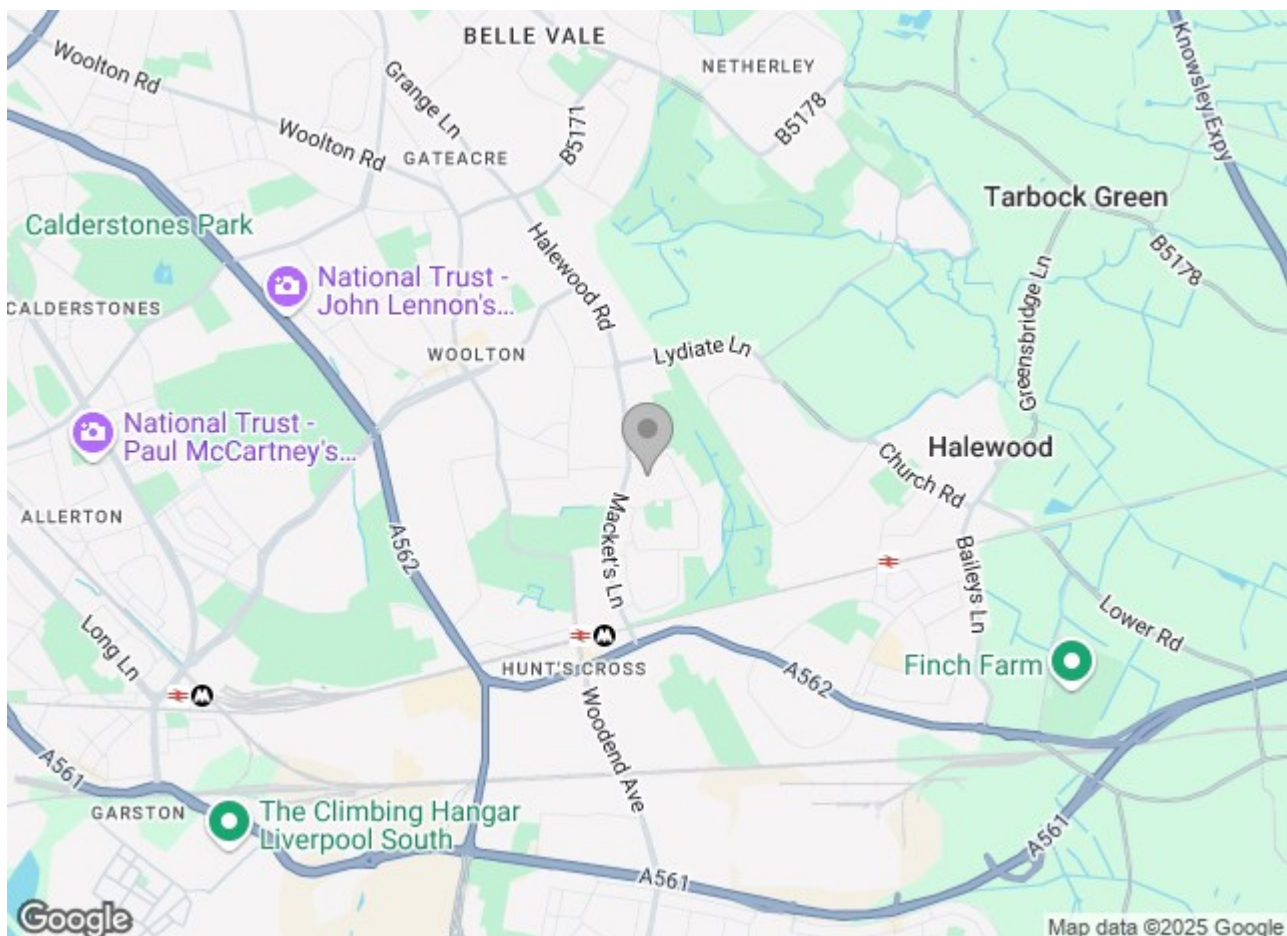 BELLE VALE
NETHERLEY
Knowsley Expy
Woolton Rd
Grange Ln
B5171
B5178
Woolton Rd
GATEACRE
Tarbock Green
Calderstones Park
Halewood Rd
B5178
National Trust -
John Lennon's...
CALDERSTONES
Greensbridge Ln
WOOLTON
Lydiate Ln
National Trust -
Paul McCartney's...
Halewood
Church Rd
ALLERTON
A562
Macket's Ln
Baileys Ln
Lower Rd
Long Ln
HUNT'S CROSS
Finch Farm
A562
Woodend Ave
A561
GARSTON
The Climbing Hangar
Liverpool South
A561
A561
Google
Map data ©2025 Google